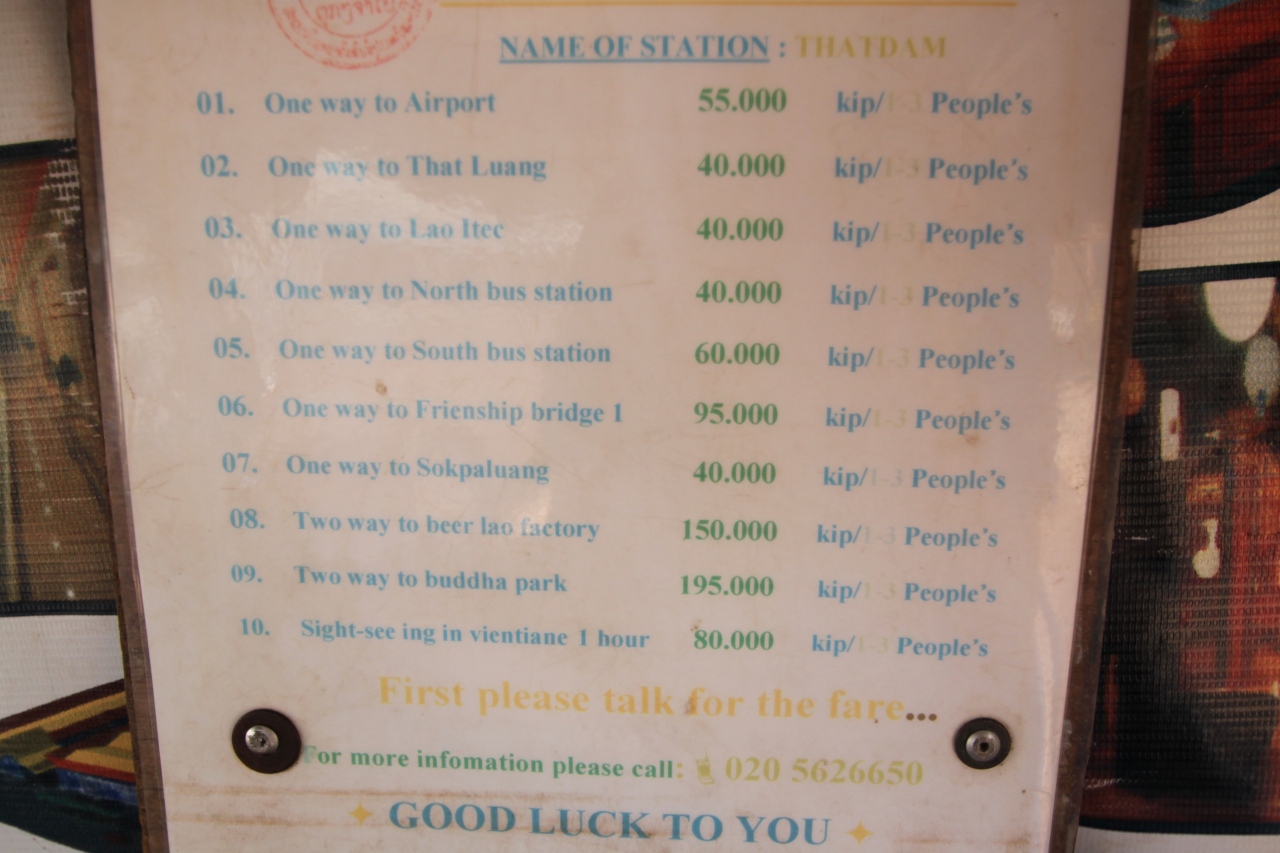 NAME OF STATION : THATDAM
01. One way to Airport 55.000 kip/1-3 People's
02. One way to That Luang 40.000 kip/1-3 People's
03. One way to Lao Itec 40.000 kip/1-3 People's
04. One way to North bus station 40.000 kip/1-3 People's
05. One way to South bus station 60.000 kip/1-3 People's
06. One way to Frienship bridge 1 95.000 kip/1-3 People's
07. One way to Sokpaluang 40.000 kip/1-3 People's
08. Two way to beer lao factory 150.000 kip/1-3 People's
09. Two way to buddha park 195.000 kip/1-3 People's
10. Sight-see ing in vientiane 1 hour 80.000 kip/1-3 People's
First please talk for the fare...
For more infomation please call: 020 5626650
GOOD LUCK TO YOU